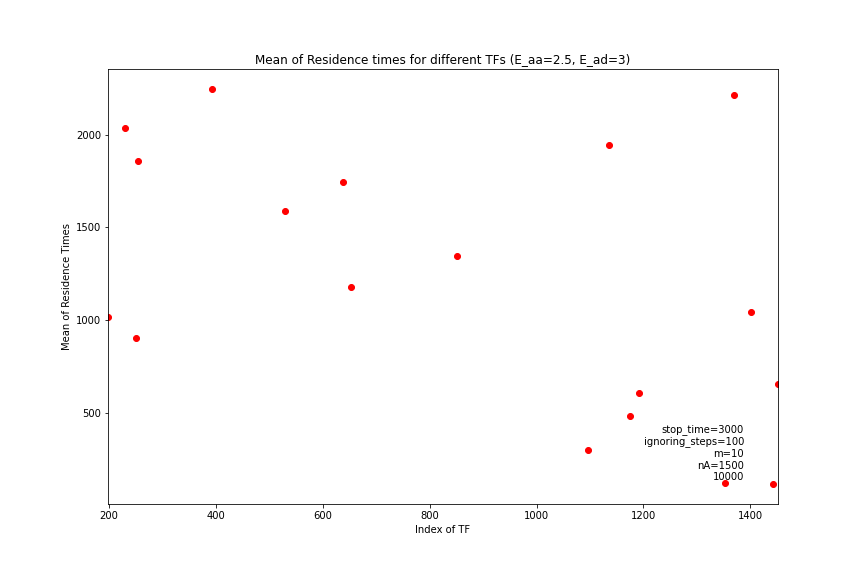 Mean of Residence times for different TFs (E_aa=2.5, E_ad=3)
2000
1500
1000
500
Mean of Residence Times
stop_time=3000
ignoring_steps=100
m=10
nA=1500
10000
200 400 600 800 1000 1200 1400
Index of TF